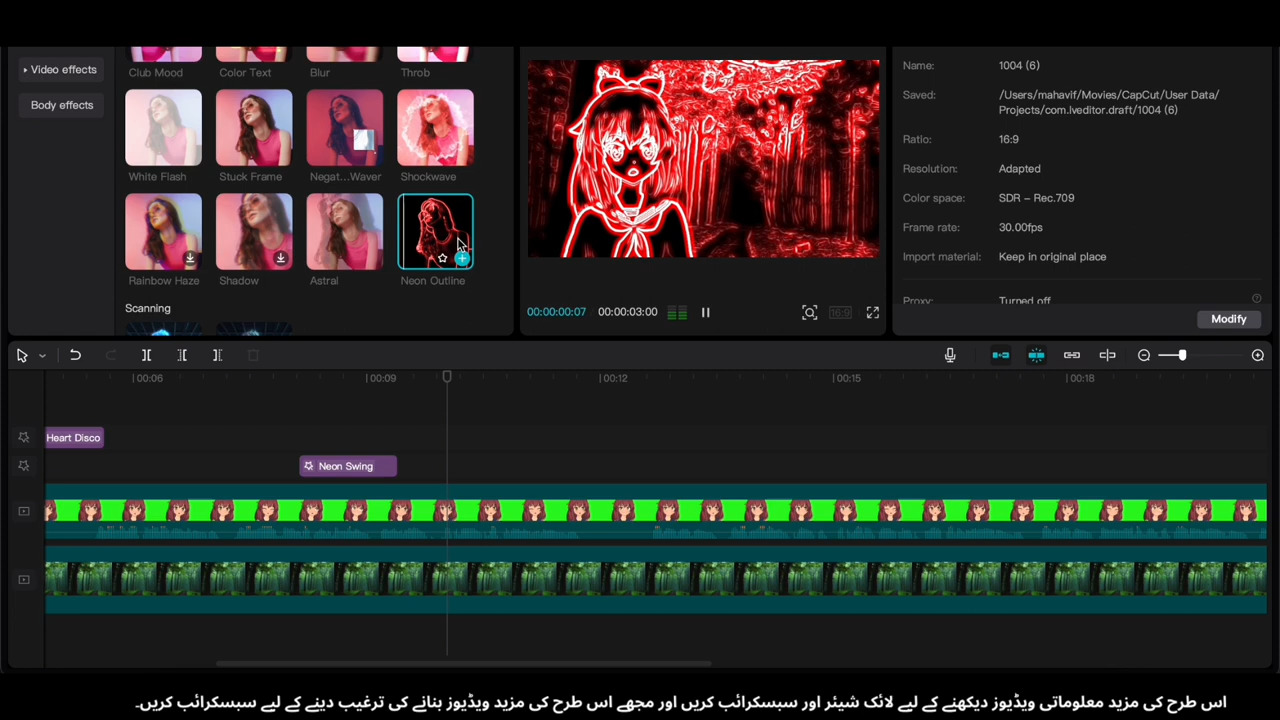 Video effects
Body effects
Club Mood
Color Text
Blur
Throb
White Flash
Stuck Frame
Negat...Waver
Shockwave
Rainbow Haze
Shadow
Astral
Neon Outline
Scanning
00:00:00:07
00:00:03:00
16:9
Name: 1004 (6)
Saved: /Users/mahavif/Movies/CapCut/User Data/
Projects/com.lveditor.draft/1004 (6)
Ratio: 16:9
Resolution: Adapted
Color space: SDR – Rec.709
Frame rate: 30.00fps
Import material: Keep in original place
Proxy: Turned off
Modify
00:06
00:09
00:12
00:15
00:18
Heart Disco
Neon Swing
اس طرح کی مزید معلوماتی ویڈیوز دیکھنے کے لیے لائک شیئر اور سبسکرائب کریں اور مجھے اس طرح کی مزید ویڈیوز بنانے کی ترغیب دینے کے لیے سبسکرائب کریں۔